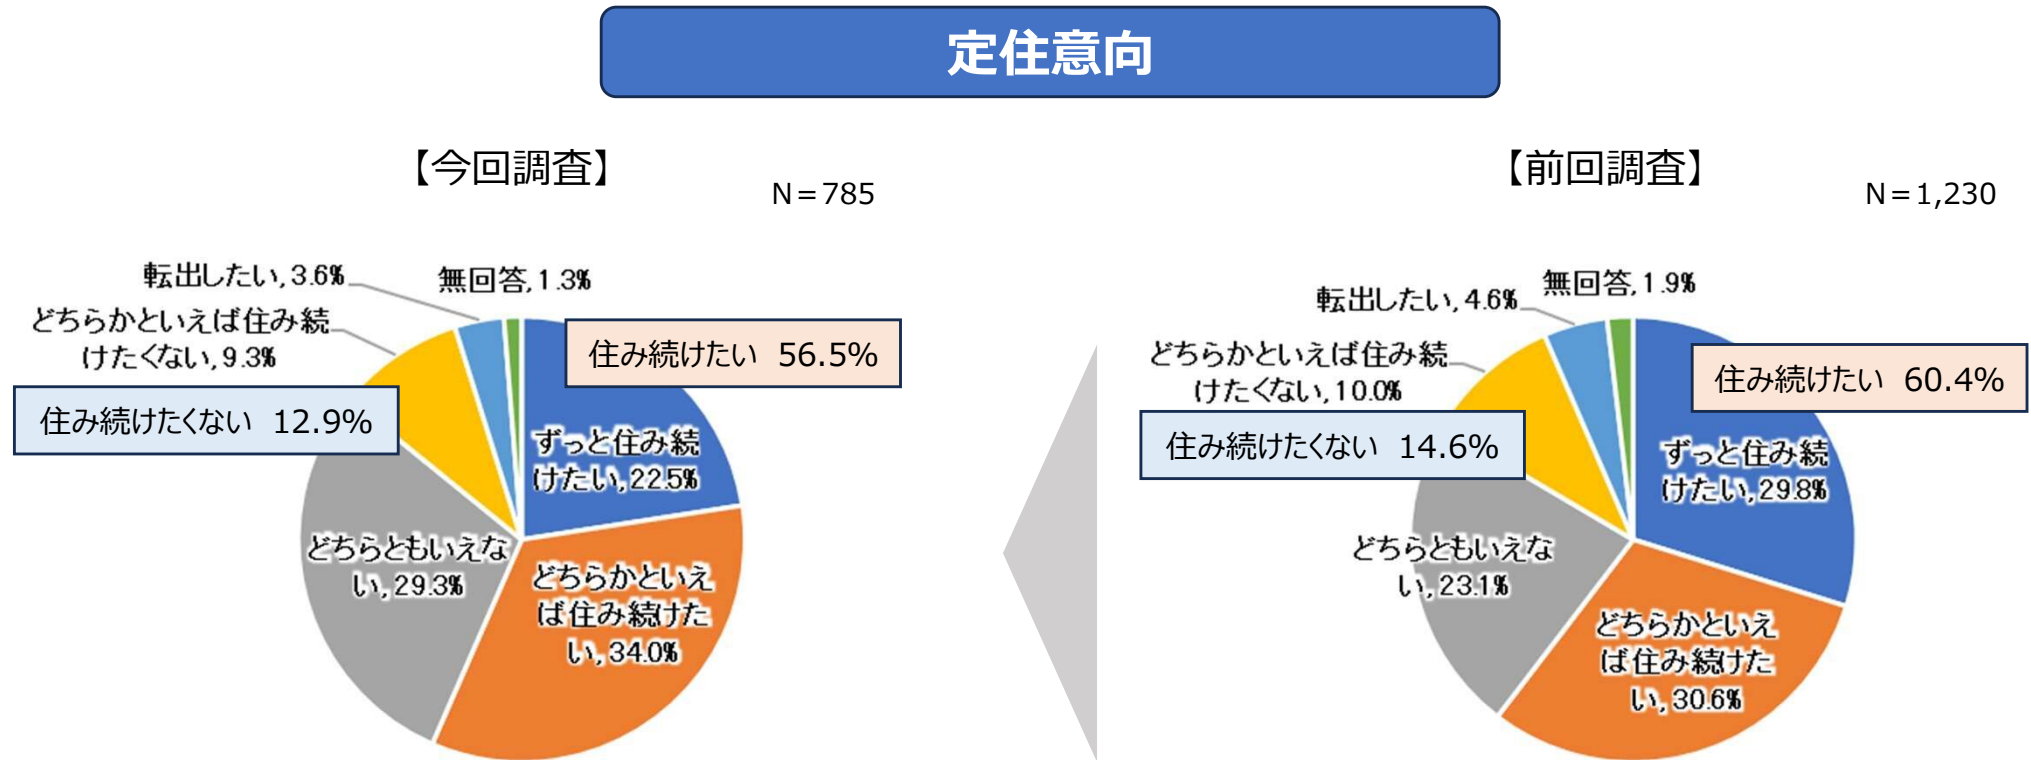 定住意向
【今回調査】
N=785
転出したい, 3.6%
無回答, 1.3%
どちらかといえば住み続
けたくない, 9.3%
住み続けたい 56.5%
住み続けたくない 12.9%
ずっと住み続
けたい, 22.5%
どちらともいえな
い, 29.3%
どちらかといえ
ば住み続けた
い, 34.0%
【前回調査】
N=1,230
転出したい, 4.6%
無回答, 1.9%
どちらかといえば住み続
けたくない, 10.0%
住み続けたい 60.4%
住み続けたくない 14.6%
ずっと住み続
けたい, 29.8%
どちらともいえな
い, 23.1%
どちらかといえ
ば住み続けた
い, 30.6%